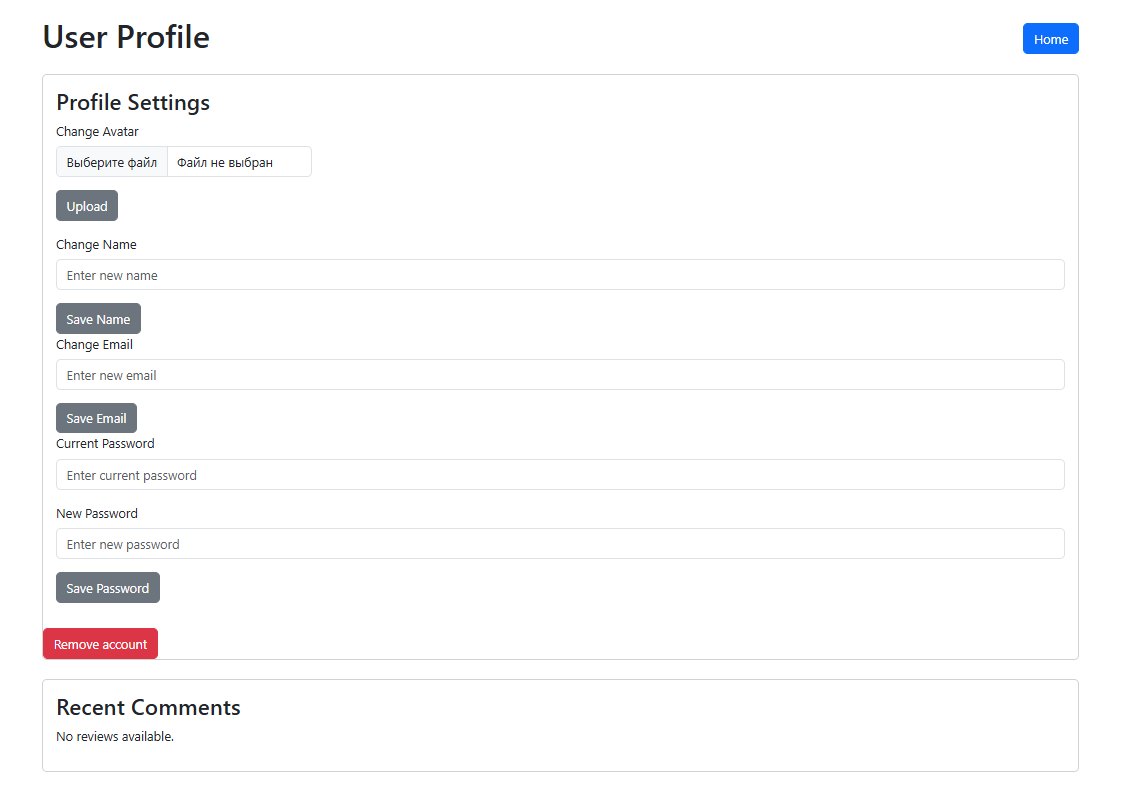 User Profile
Home
Profile Settings
Change Avatar
Выберите файл Файл не выбран
Upload
Change Name
Enter new name
Save Name
Change Email
Enter new email
Save Email
Current Password
Enter current password
New Password
Enter new password
Save Password
Remove account
Recent Comments
No reviews available.